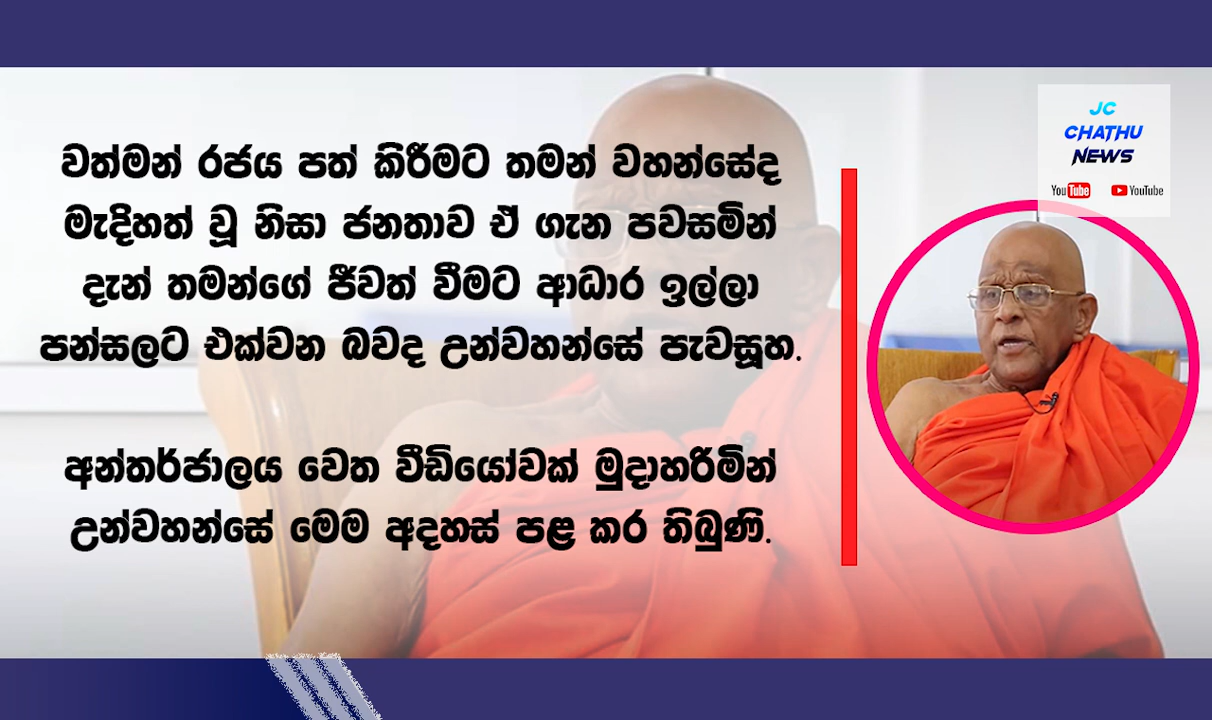 වත්මන් රජය පත් කිරීමට තමන් වහන්සේද
මැදිහත් වූ නිසා ජනතාව ඒ ගැන පවසමින්
දැන් තමන්ගේ ජීවත් වීමට ආධාර ඉල්ලා
පන්සලට එක්වන බවද උන්වහන්සේ පැවසූහ.
අන්තර්ජාලය වෙත වීඩියෝවක් මුදාහරිමින්
උන්වහන්සේ මෙම අදහස් පළ කර තිබුණි.
JC
CHATHU
NEWS
YouTube YouTube